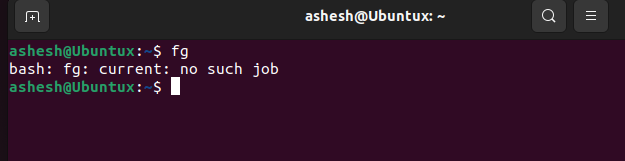 ashesh@Ubuntux: ~
ashesh@Ubuntux:~$ fg
bash: fg: current: no such job
ashesh@Ubuntux:~$